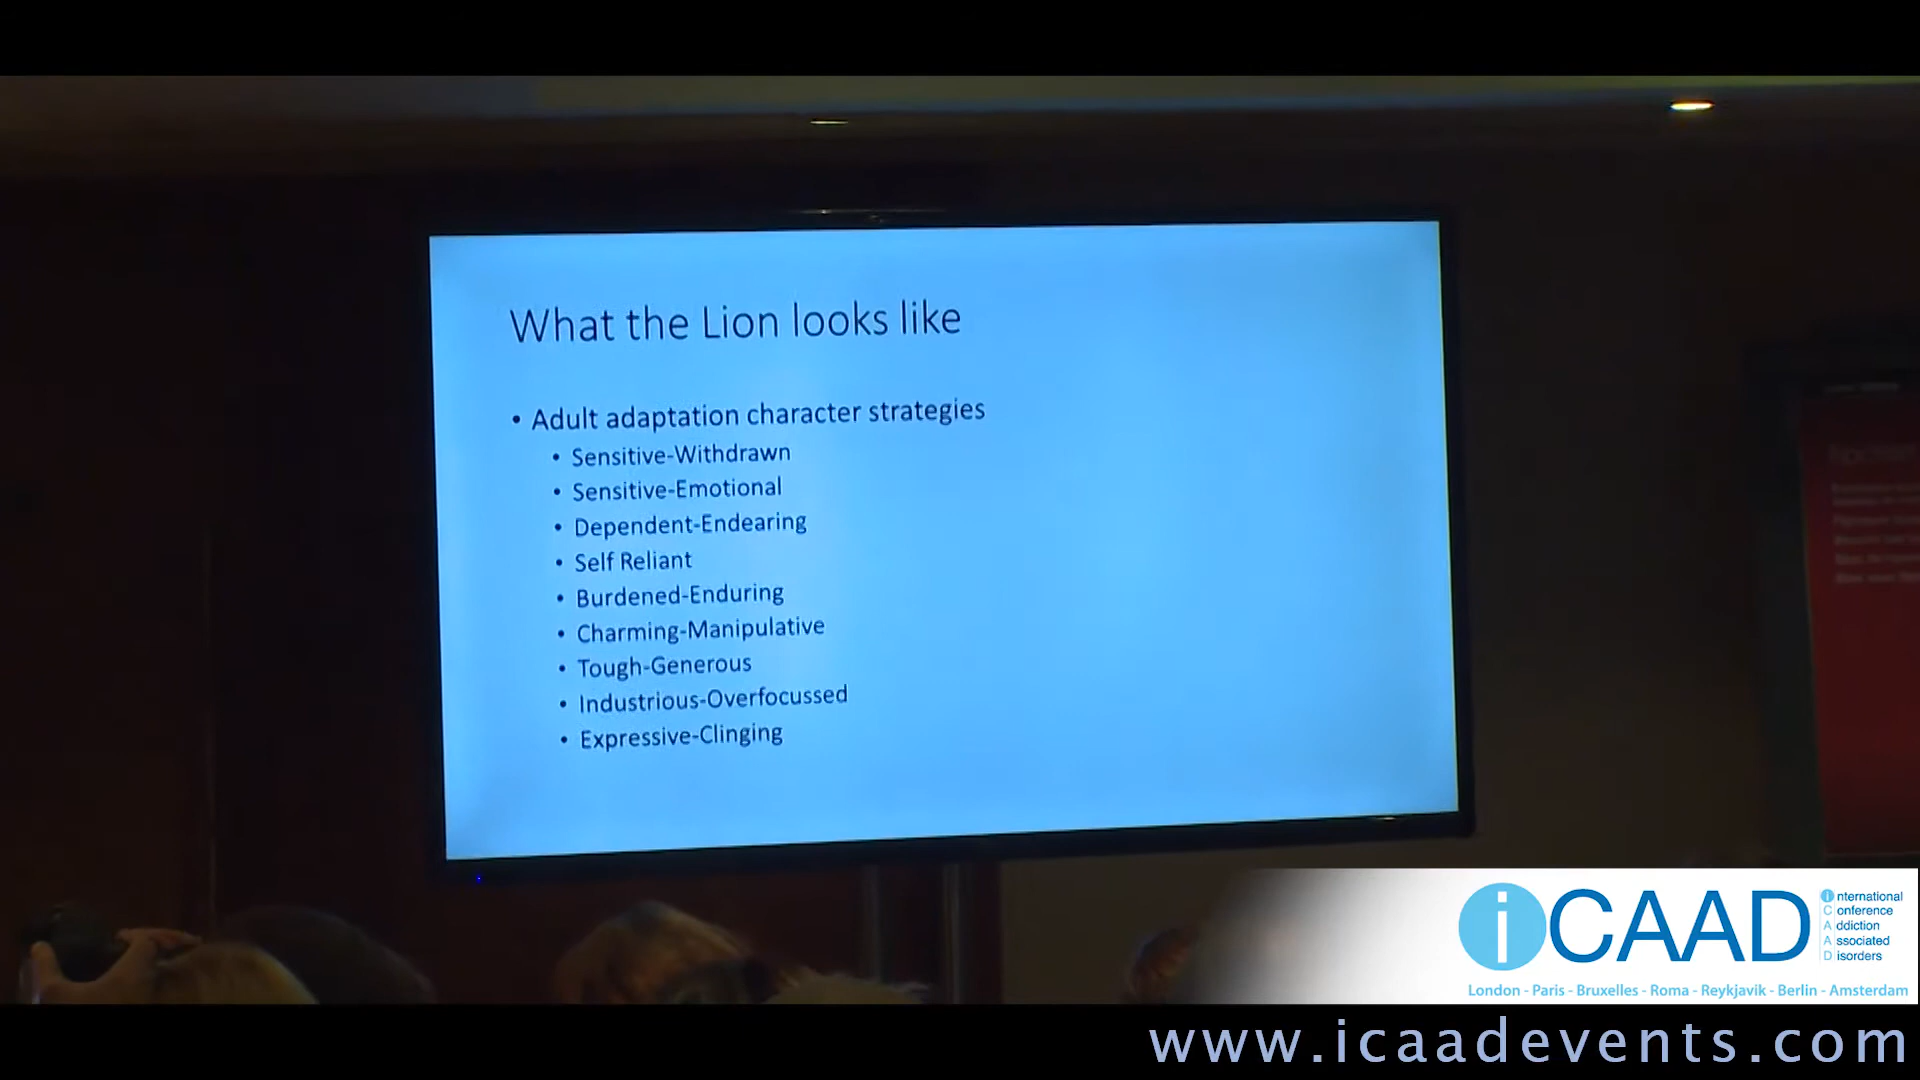 What the Lion looks like
• Adult adaptation character strategies
• Sensitive-Withdrawn
• Sensitive-Emotional
• Dependent-Endearing
• Self Reliant
• Burdened-Enduring
• Charming-Manipulative
• Tough-Generous
• Industrious-Overfocussed
• Expressive-Clinging
iCAAD
international
Conference
Addiction
Associated
Disorders
London - Paris - Bruxelles - Roma - Reykjavik - Berlin - Amsterdam
www.icaadevents.com